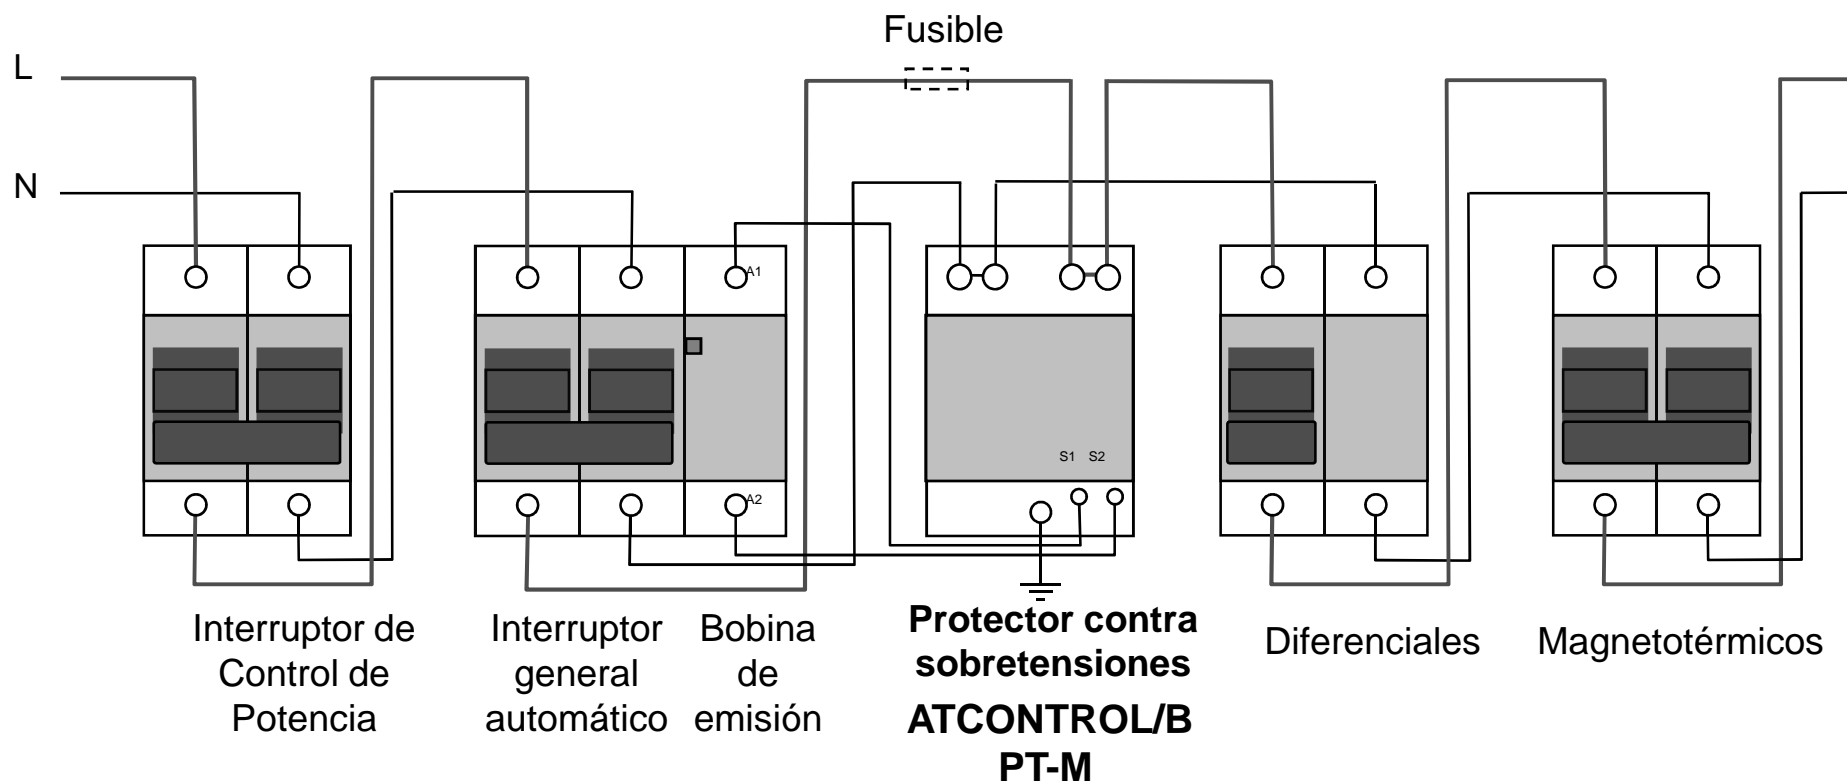 Fusible
L
N
A1
S1 S2
A2
Interruptor de
Control de
Potencia
Interruptor
general
automático
Bobina
de
emisión
Protector contra
sobretensiones
ATCONTROL/B
PT-M
Diferenciales
Magnetotérmicos